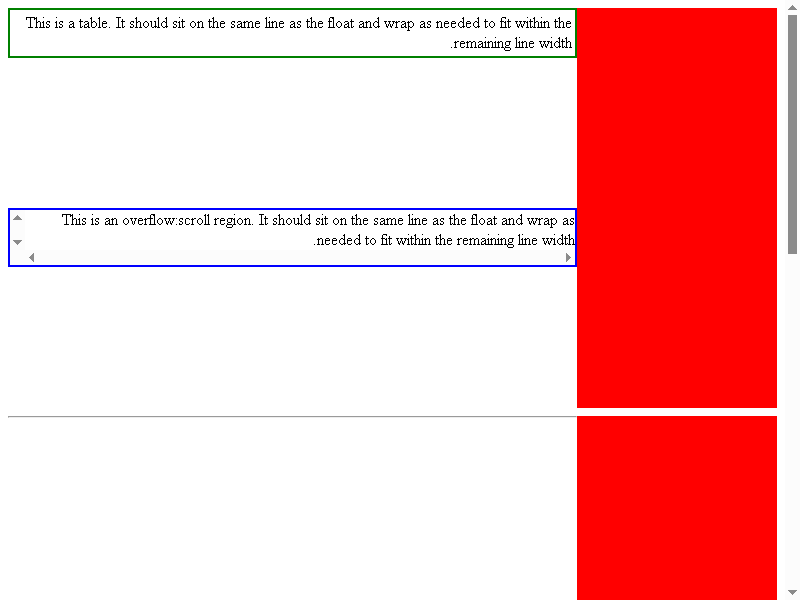 This is a table. It should sit on the same line as the float and wrap as needed to fit within the
.remaining line width
This is an overflow:scroll region. It should sit on the same line as the float and wrap as
.needed to fit within the remaining line width